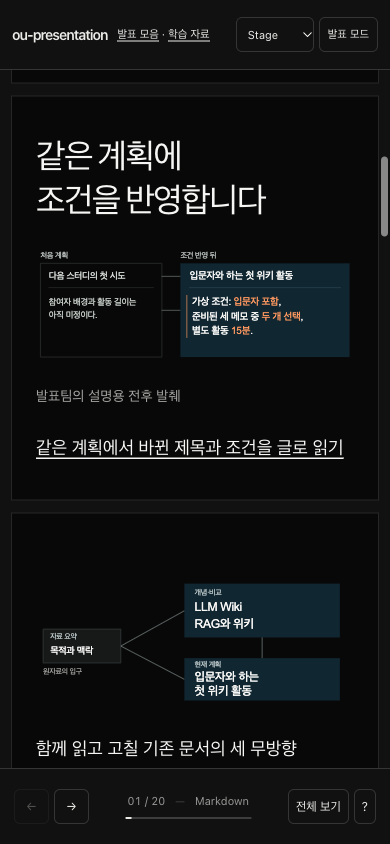 ou-presentation 발표 모음 · 학습 자료 Stage 발표 모드
같은 계획에
조건을 반영합니다
처음 계획
다음 스터디의 첫 시도
참여자 배경과 활동 길이는
아직 미정이다.
조건 반영 뒤
입문자와 하는 첫 위키 활동
가상 조건: 입문자 포함,
준비된 세 메모 중 두 개 선택,
별도 활동 15분.
발표팀의 설명용 전후 발췌
같은 계획에서 바뀐 제목과 조건을 글로 읽기
자료 요약
목적과 맥락
원자료의 입구
개념·비교
LLM Wiki
RAG와 위키
현재 계획
입문자와 하는
첫 위키 활동
함께 읽고 고칠 기존 문서의 세 무방향
← → 01 / 20 — Markdown 전체 보기 ?